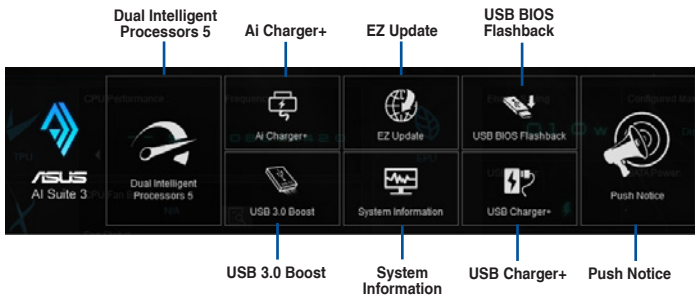 Dual Intelligent
Processors 5
Ai Charger+
EZ Update
USB BIOS
Flashback
ASUS
AI Suite 3
Dual Intelligent
Processors 5
Ai Charger+
EZ Update
USB BIOS Flashback
USB 3.0 Boost
System Information
USB Charger+
Push Notice
USB 3.0 Boost
System
Information
USB Charger+
Push Notice